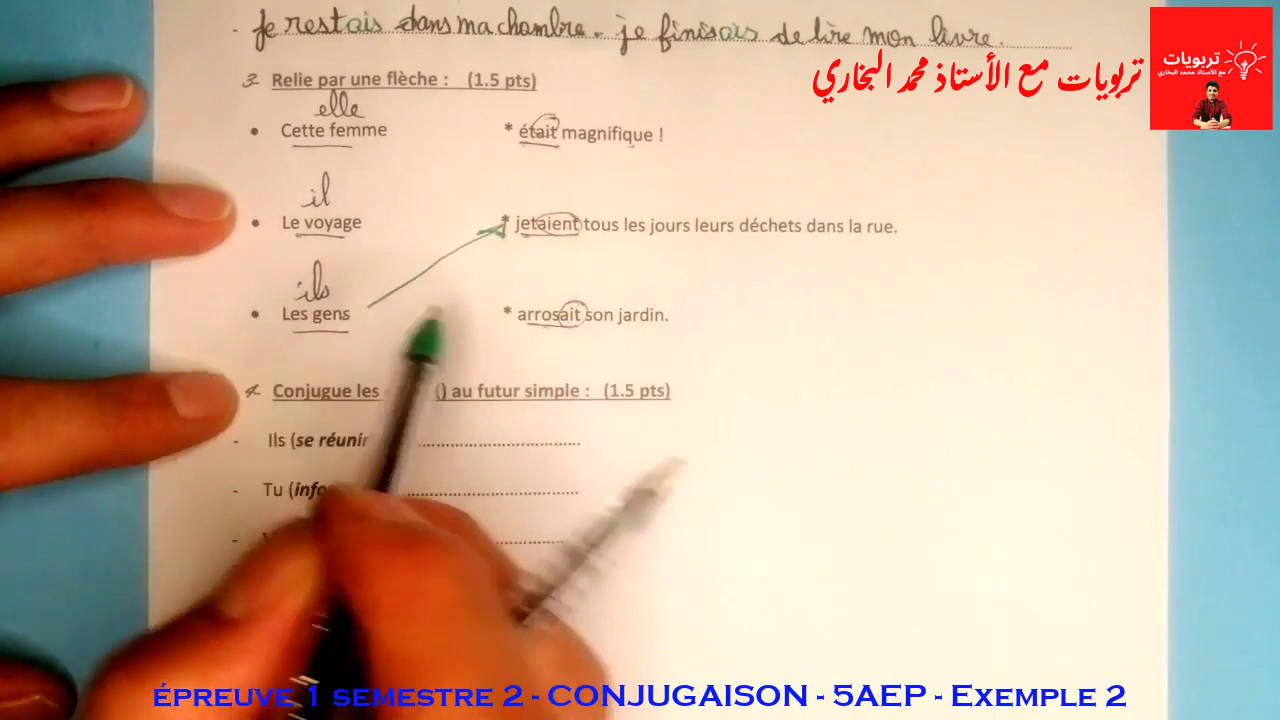 - Je restais dans ma chambre. je finisais de lire mon livre.
تربويات مع الأستاذ محمد البخاري
تربويات
مع الأستاذ محمد البخاري
3- Relie par une flèche : (1.5 pts)
elle
• Cette femme * était magnifique !
il
• Le voyage * jetaient tous les jours leurs déchets dans la rue.
ils
• Les gens * arrosait son jardin.
4- Conjugue les () au futur simple : (1.5 pts)
- Ils (se réunir ................................
- Tu (info ................................
-
épreuve 1 semestre 2 - CONJUGAISON - 5AEP - Exemple 2